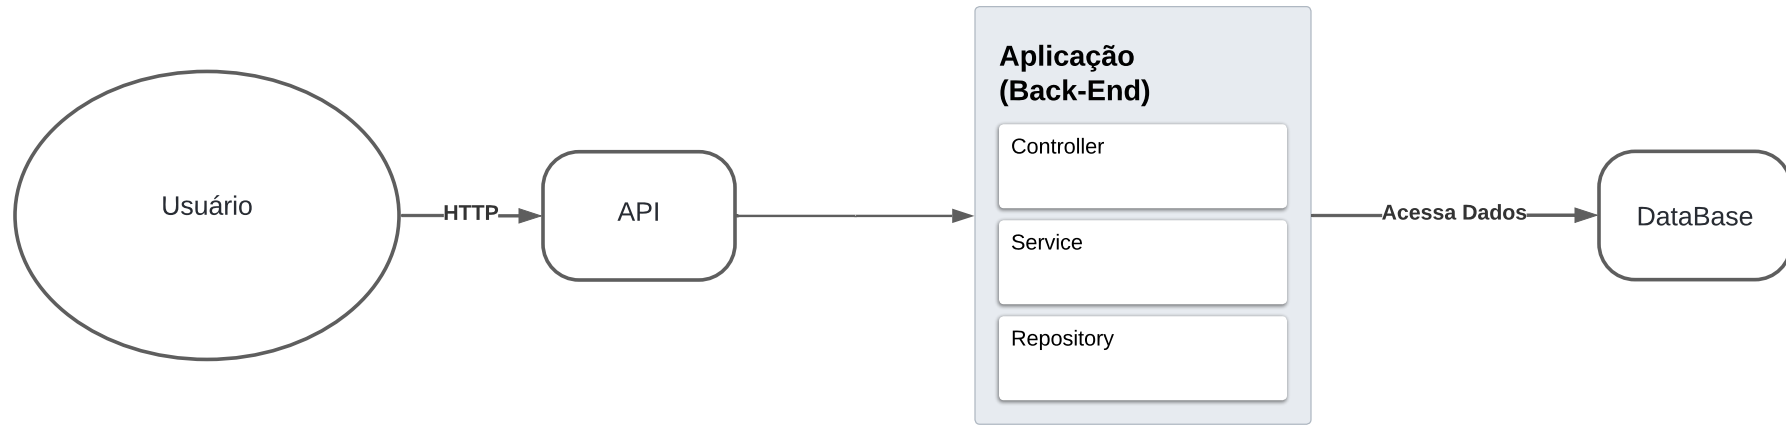 Usuário
HTTP
API
Aplicação
(Back-End)
Controller
Service
Repository
Acessa Dados
DataBase